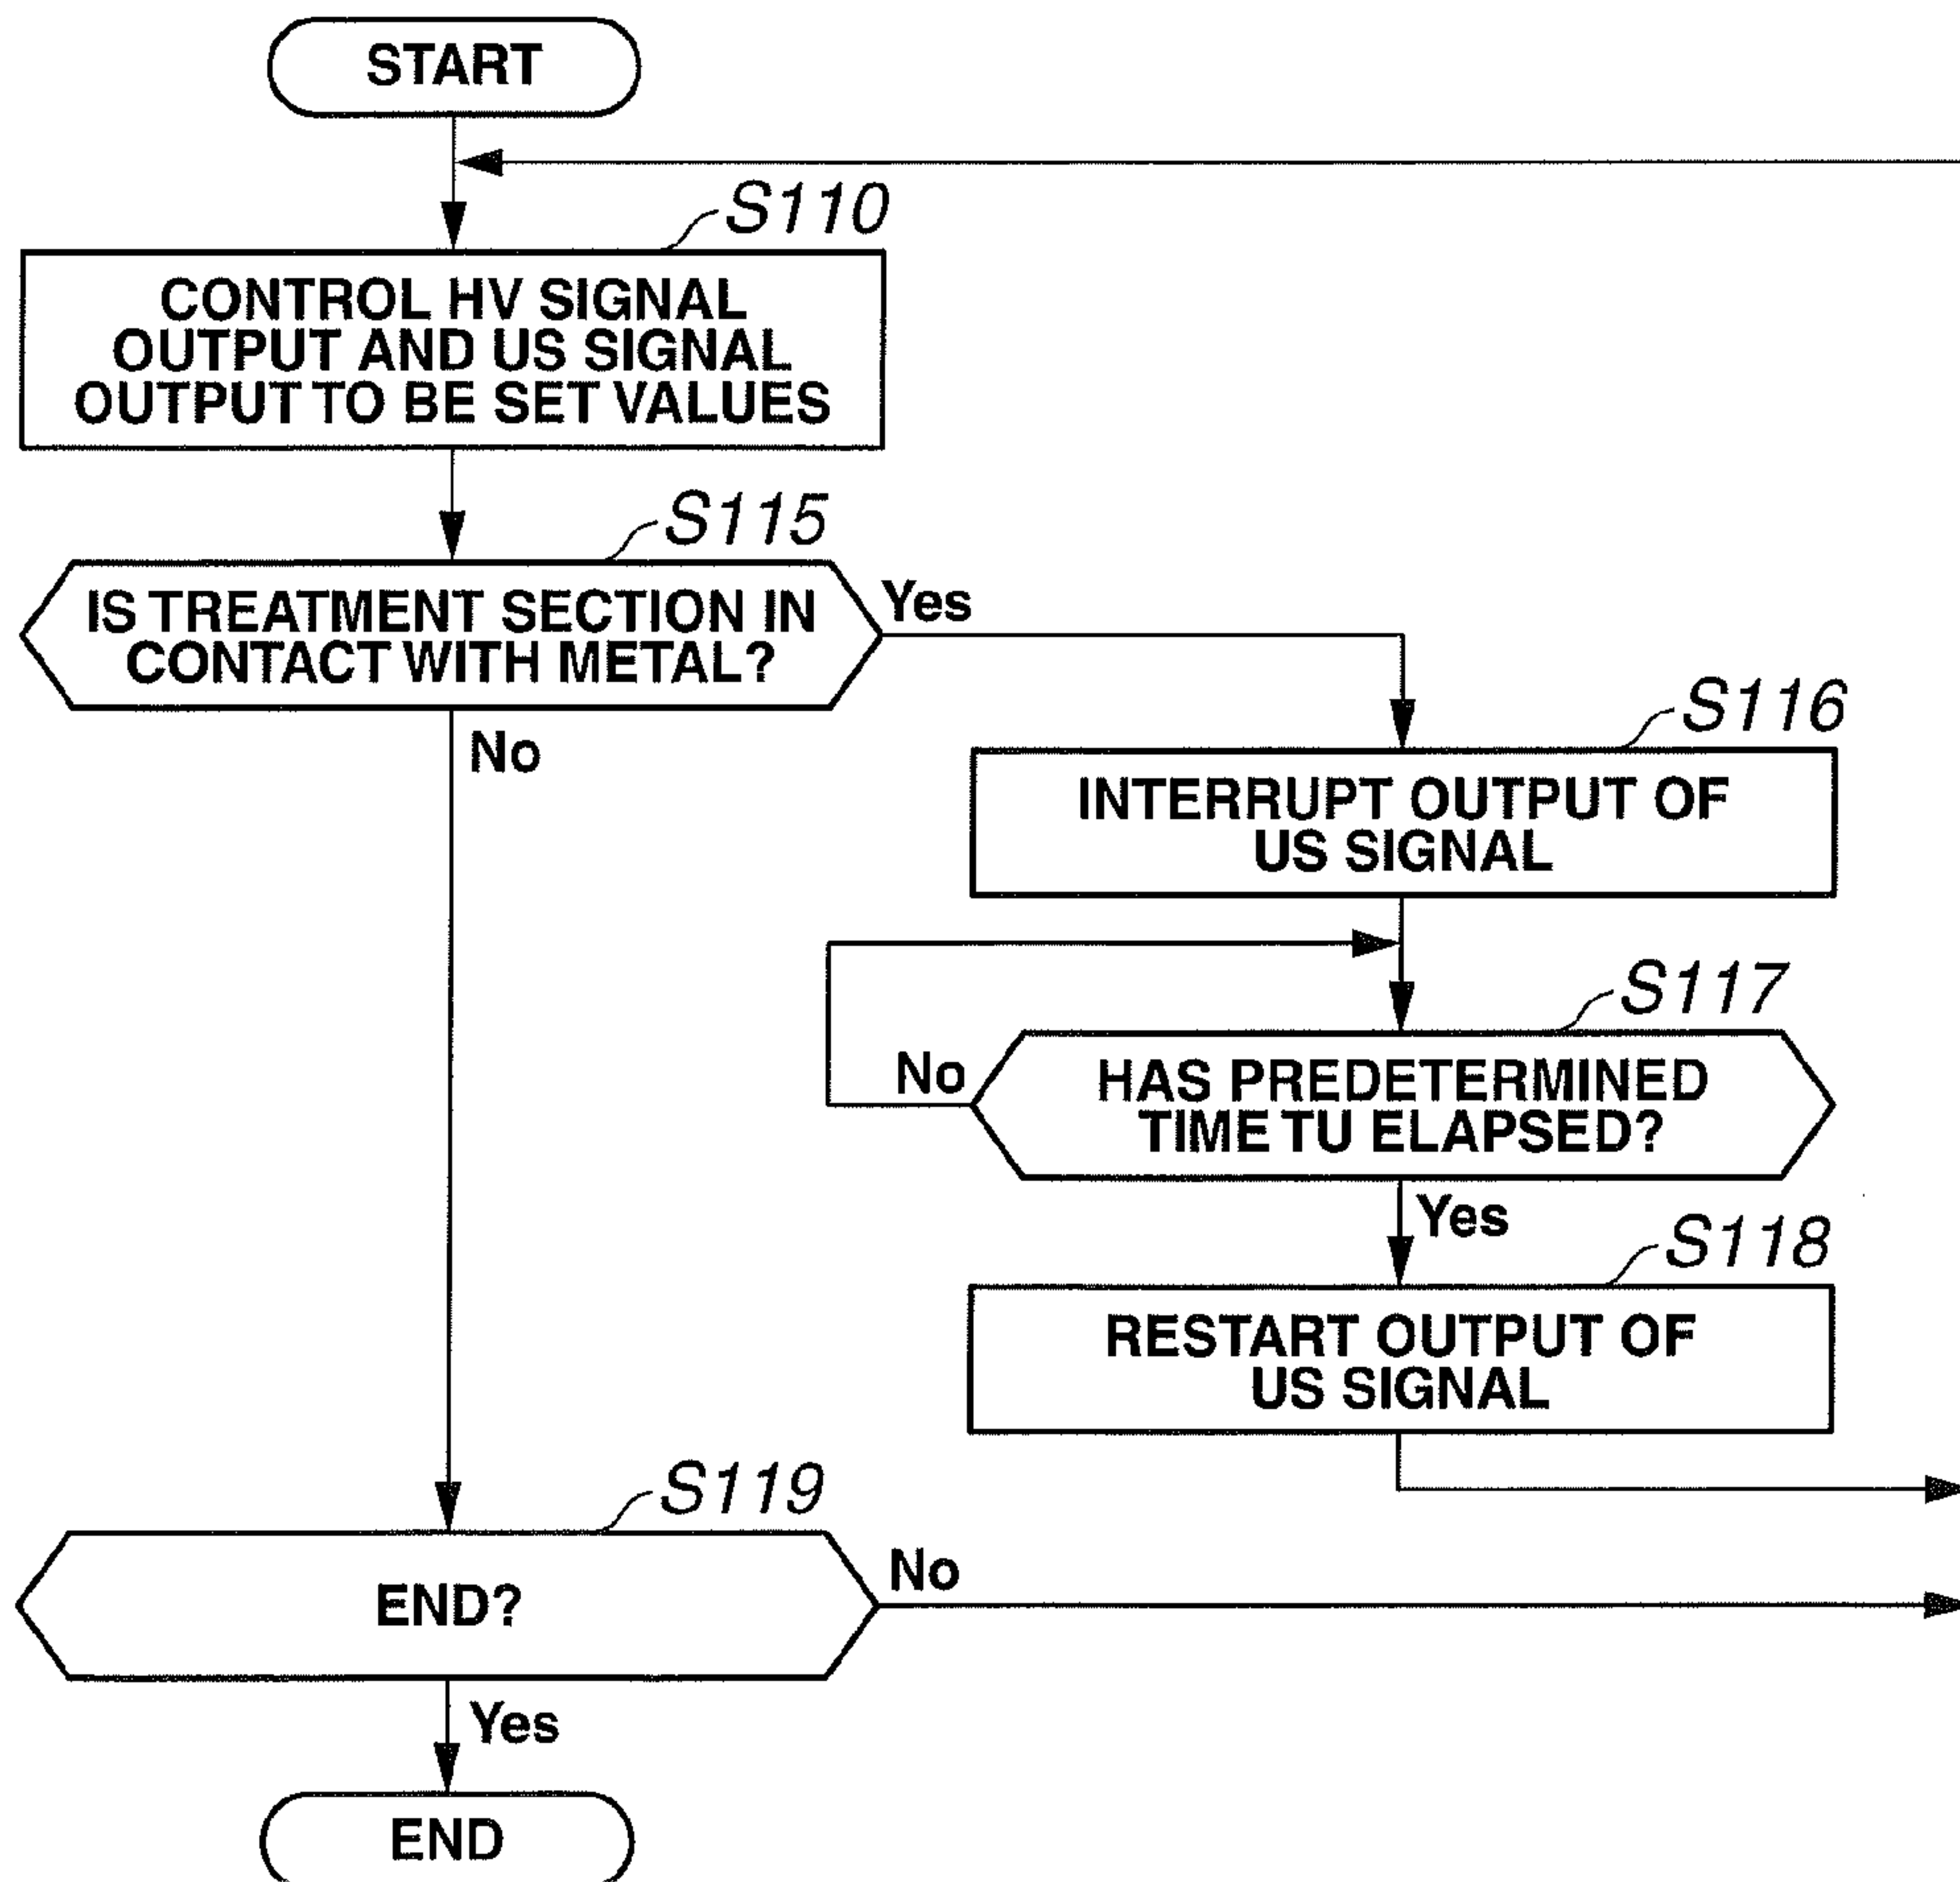 START
S110
CONTROL HV SIGNAL
OUTPUT AND US SIGNAL
OUTPUT TO BE SET VALUES
S115
IS TREATMENT SECTION IN
CONTACT WITH METAL?
Yes
No
S116
INTERRUPT OUTPUT OF
US SIGNAL
S117
HAS PREDETERMINED
TIME TU ELAPSED?
No
Yes
S118
RESTART OUTPUT OF
US SIGNAL
S119
END?
No
Yes
END